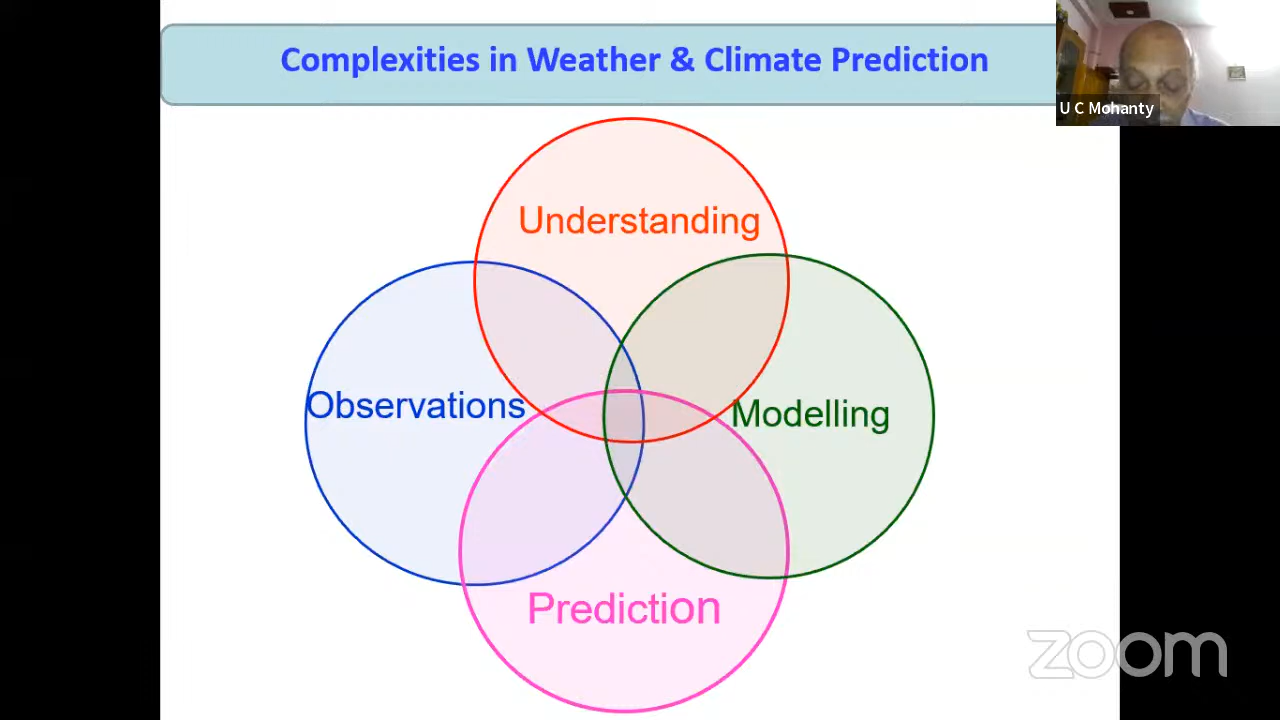 Complexities in Weather & Climate Prediction
U C Mohanty
Understanding
Observations
Modelling
Prediction
zoom